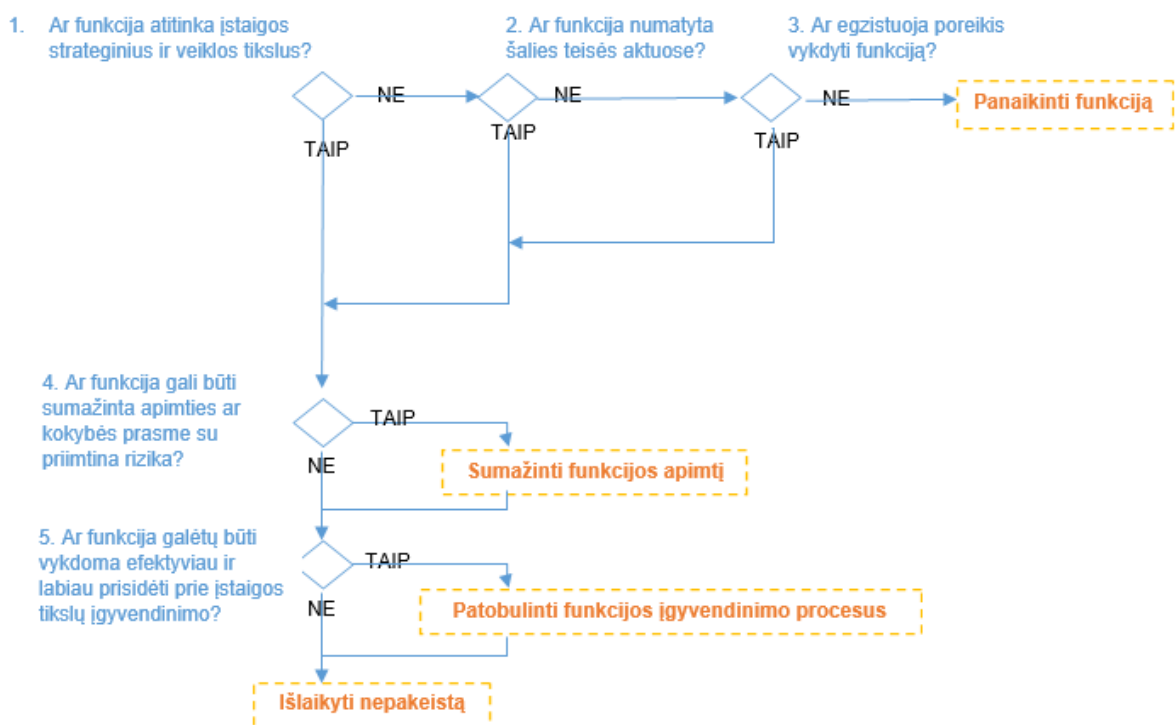 1. Ar funkcija atitinka įstaigos
strateginius ir veiklos tikslus?
2. Ar funkcija numatyta
šalies teisės aktuose?
3. Ar egzistuoja poreikis
vykdyti funkciją?
NE
NE
NE
Panaikinti funkciją
TAIP
TAIP
TAIP
4. Ar funkcija gali būti
sumažinta apimties ar
kokybės prasme su
priimtina rizika?
TAIP
NE
Sumažinti funkcijos apimtį
5. Ar funkcija galėtų būti
vykdoma efektyviau ir
labiau prisidėti prie įstaigos
tikslų įgyvendinimo?
TAIP
NE
Patobulinti funkcijos įgyvendinimo procesus
Išlaikyti nepakeistą